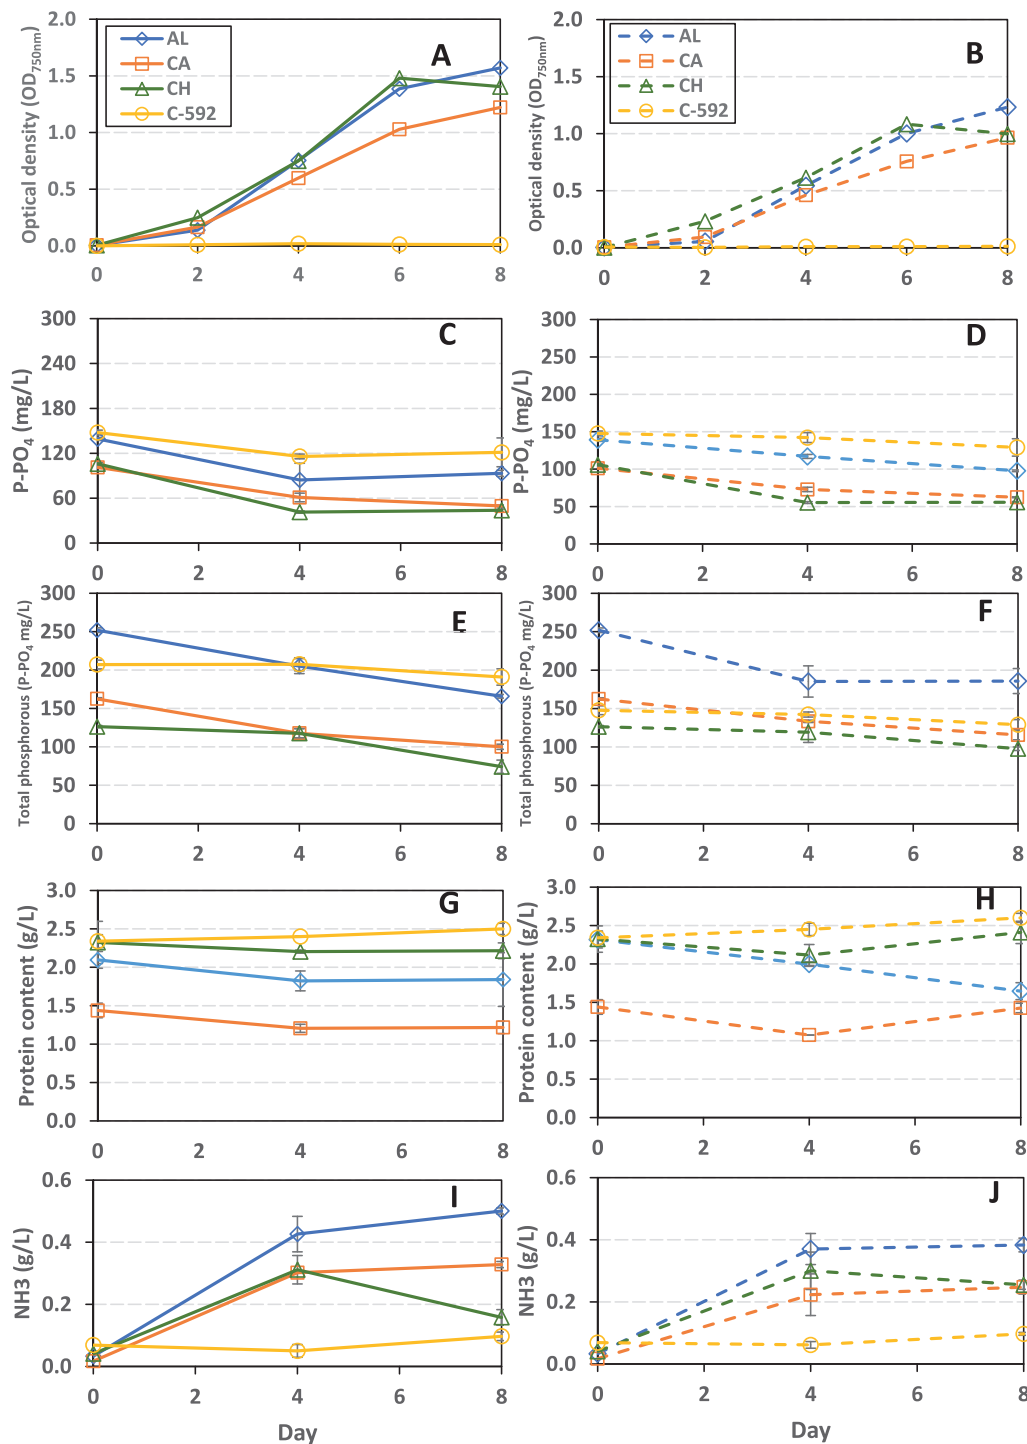 A
Optical density (OD750nm)
2.0
1.5
1.0
0.5
0.0
AL
CA
CH
C-592
0 2 4 6 8
B
Optical density (OD750nm)
2.0
1.5
1.0
0.5
0.0
AL
CA
CH
C-592
0 2 4 6 8
C
P-PO4 (mg/L)
300
240
180
120
60
0
0 2 4 6 8
D
P-PO4 (mg/L)
300
250
200
150
100
50
0
0 2 4 6 8
E
Total phosphorous (P-PO4 mg/L)
300
250
200
150
100
50
0
0 2 4 6 8
F
Total phosphorous (P-PO4 mg/L)
300
250
200
150
100
50
0
0 2 4 6 8
G
Protein content (g/L)
3.0
2.5
2.0
1.5
1.0
0.5
0.0
0 2 4 6 8
H
Protein content (g/L)
3.0
2.5
2.0
1.5
1.0
0.5
0.0
0 2 4 6 8
I
NH3 (g/L)
0.6
0.4
0.2
0.0
0 2 4 6 8
Day
J
NH3 (g/L)
0.6
0.4
0.2
0.0
0 2 4 6 8
Day